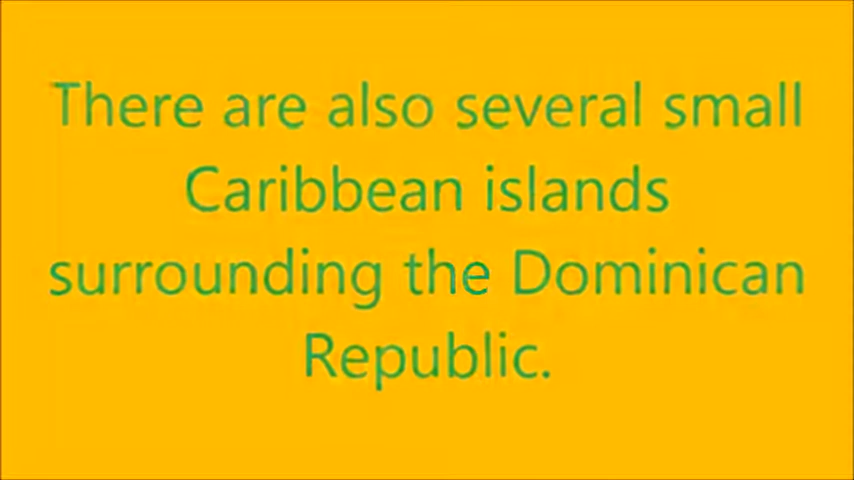 There are also several small
Caribbean islands
surrounding the Dominican
Republic.